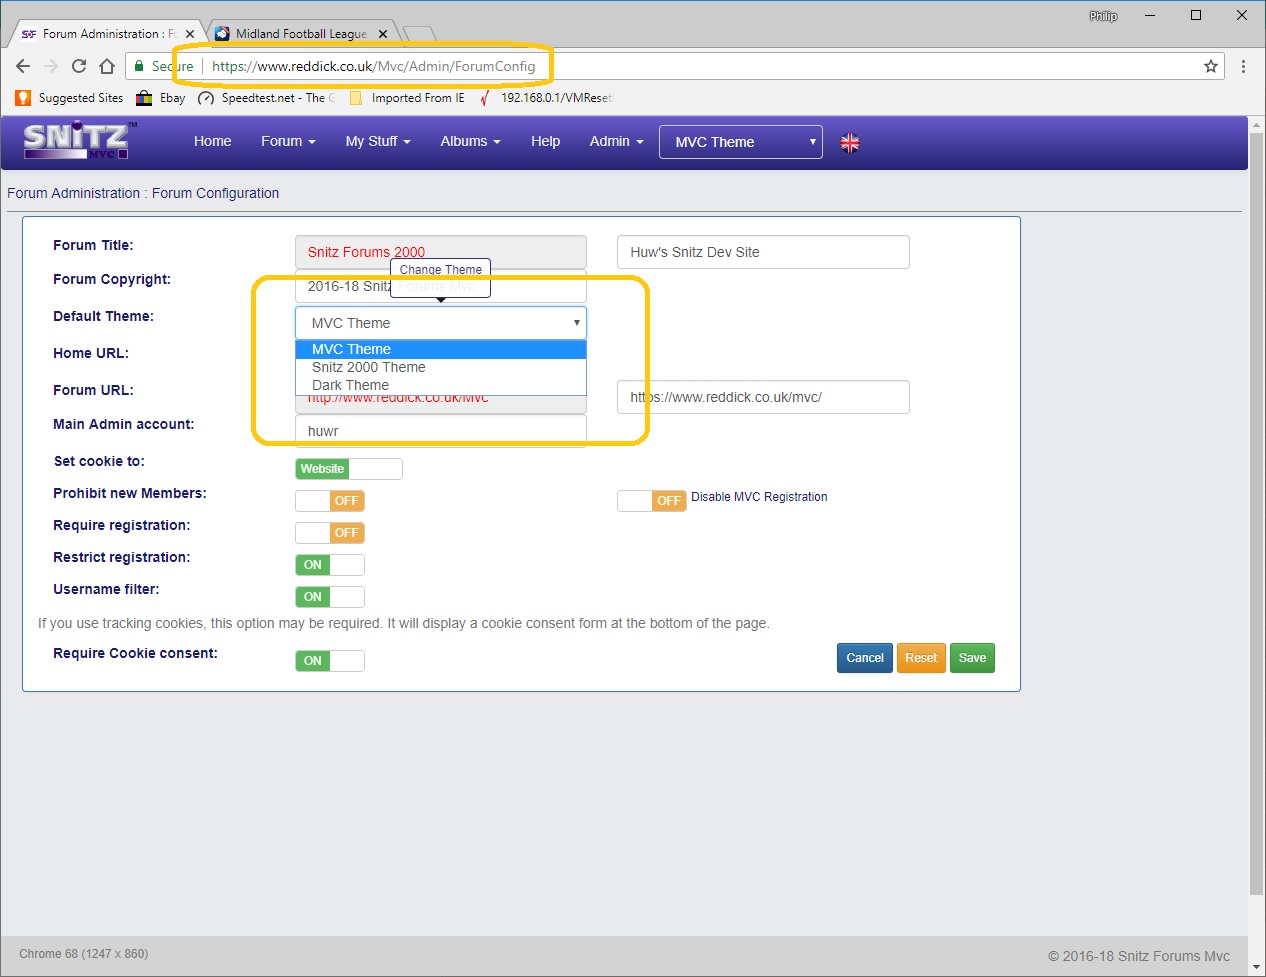 Philip
SVF Forum Administration : Fo
Midland Football League
Secure https://www.reddick.co.uk/Mvc/Admin/ForumConfig
Suggested Sites Ebay Speedtest.net - The G Imported From IE 192.168.0.1/VMReset
SNiTZ™ MVC
Home Forum My Stuff Albums Help Admin MVC Theme
Forum Administration : Forum Configuration
Forum Title: Snitz Forums 2000 Huw's Snitz Dev Site
Change Theme
Forum Copyright: 2016-18 Snitz Forums Mvc
Default Theme: MVC Theme
MVC Theme
Home URL:
Snitz 2000 Theme
Dark Theme
Forum URL: http://www.reddick.co.uk/Mvc https://www.reddick.co.uk/mvc/
Main Admin account: huwr
Set cookie to: Website
Prohibit new Members: OFF OFF Disable MVC Registration
Require registration: OFF
Restrict registration: ON
Username filter: ON
If you use tracking cookies, this option may be required. It will display a cookie consent form at the bottom of the page.
Require Cookie consent: ON Cancel Reset Save
Chrome 68 (1247 x 860) © 2016-18 Snitz Forums Mvc